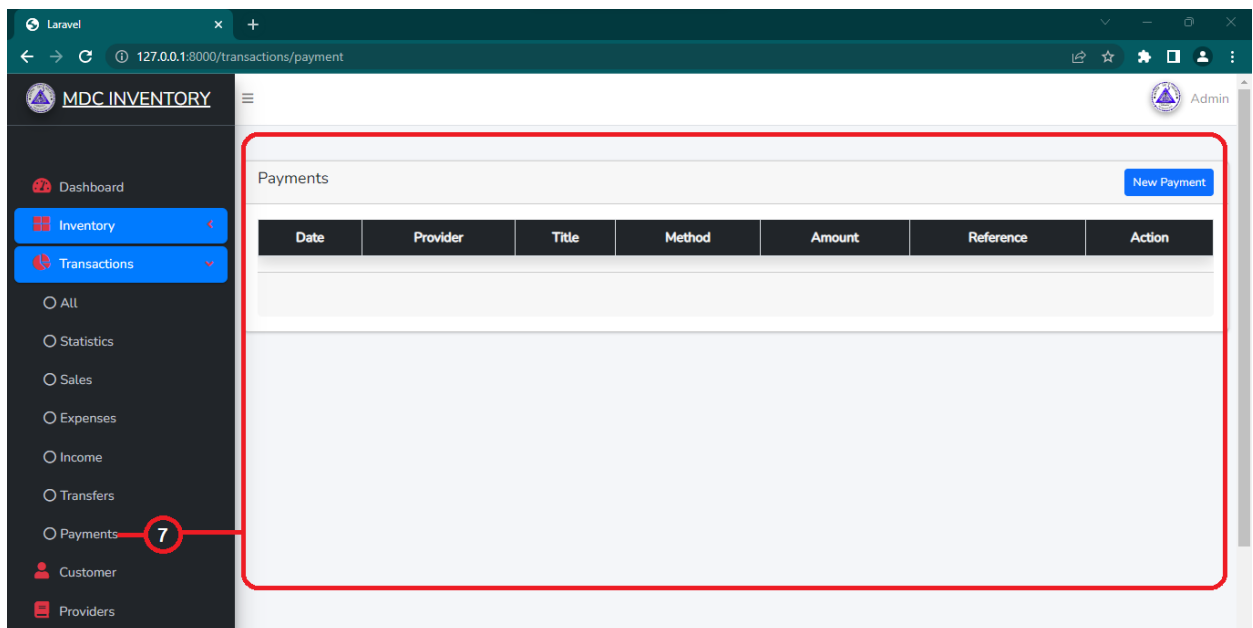 Laravel
127.0.0.1:8000/transactions/payment
MDC INVENTORY
Admin
Dashboard
Inventory
Transactions
All
Statistics
Sales
Expenses
Income
Transfers
Payments
7
Customer
Providers
Payments
New Payment
Date Provider Title Method Amount Reference Action